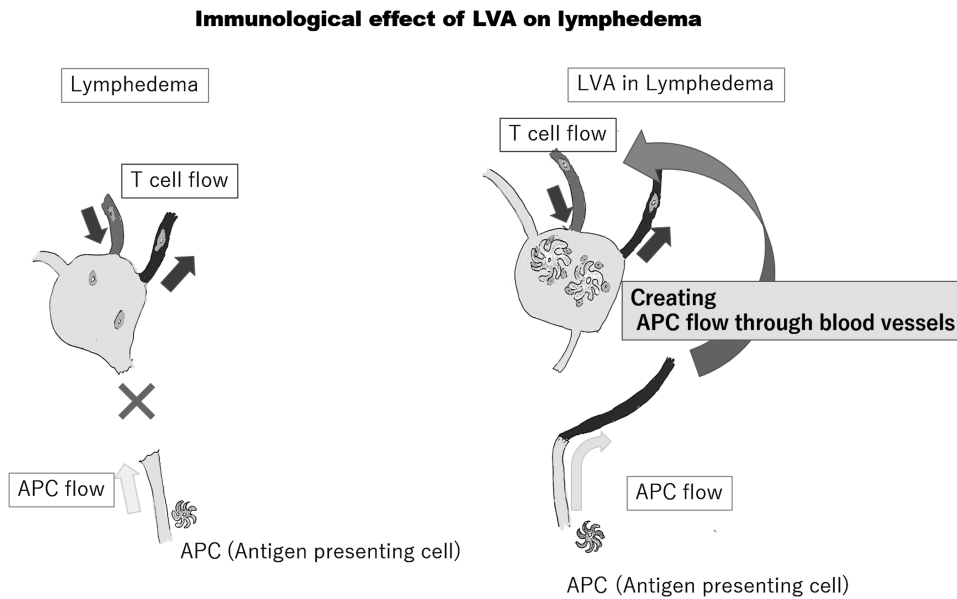 Immunological effect of LVA on lymphedema
Lymphedema
T cell flow
APC flow
APC (Antigen presenting cell)
LVA in Lymphedema
T cell flow
Creating
APC flow through blood vessels
APC flow
APC (Antigen presenting cell)